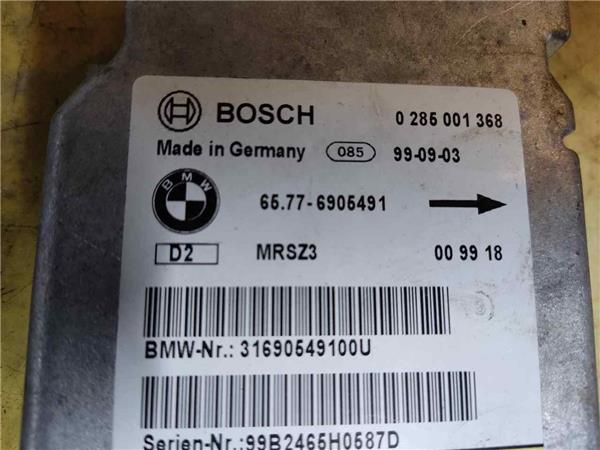 BOSCH 0 285 001 368
Made in Germany 085 99-09-03
BMW 65.77-6905491
D2 MRSZ3 00 99 18
BMW-Nr.: 31690549100U
Serien-Nr.:99B2465H0587D